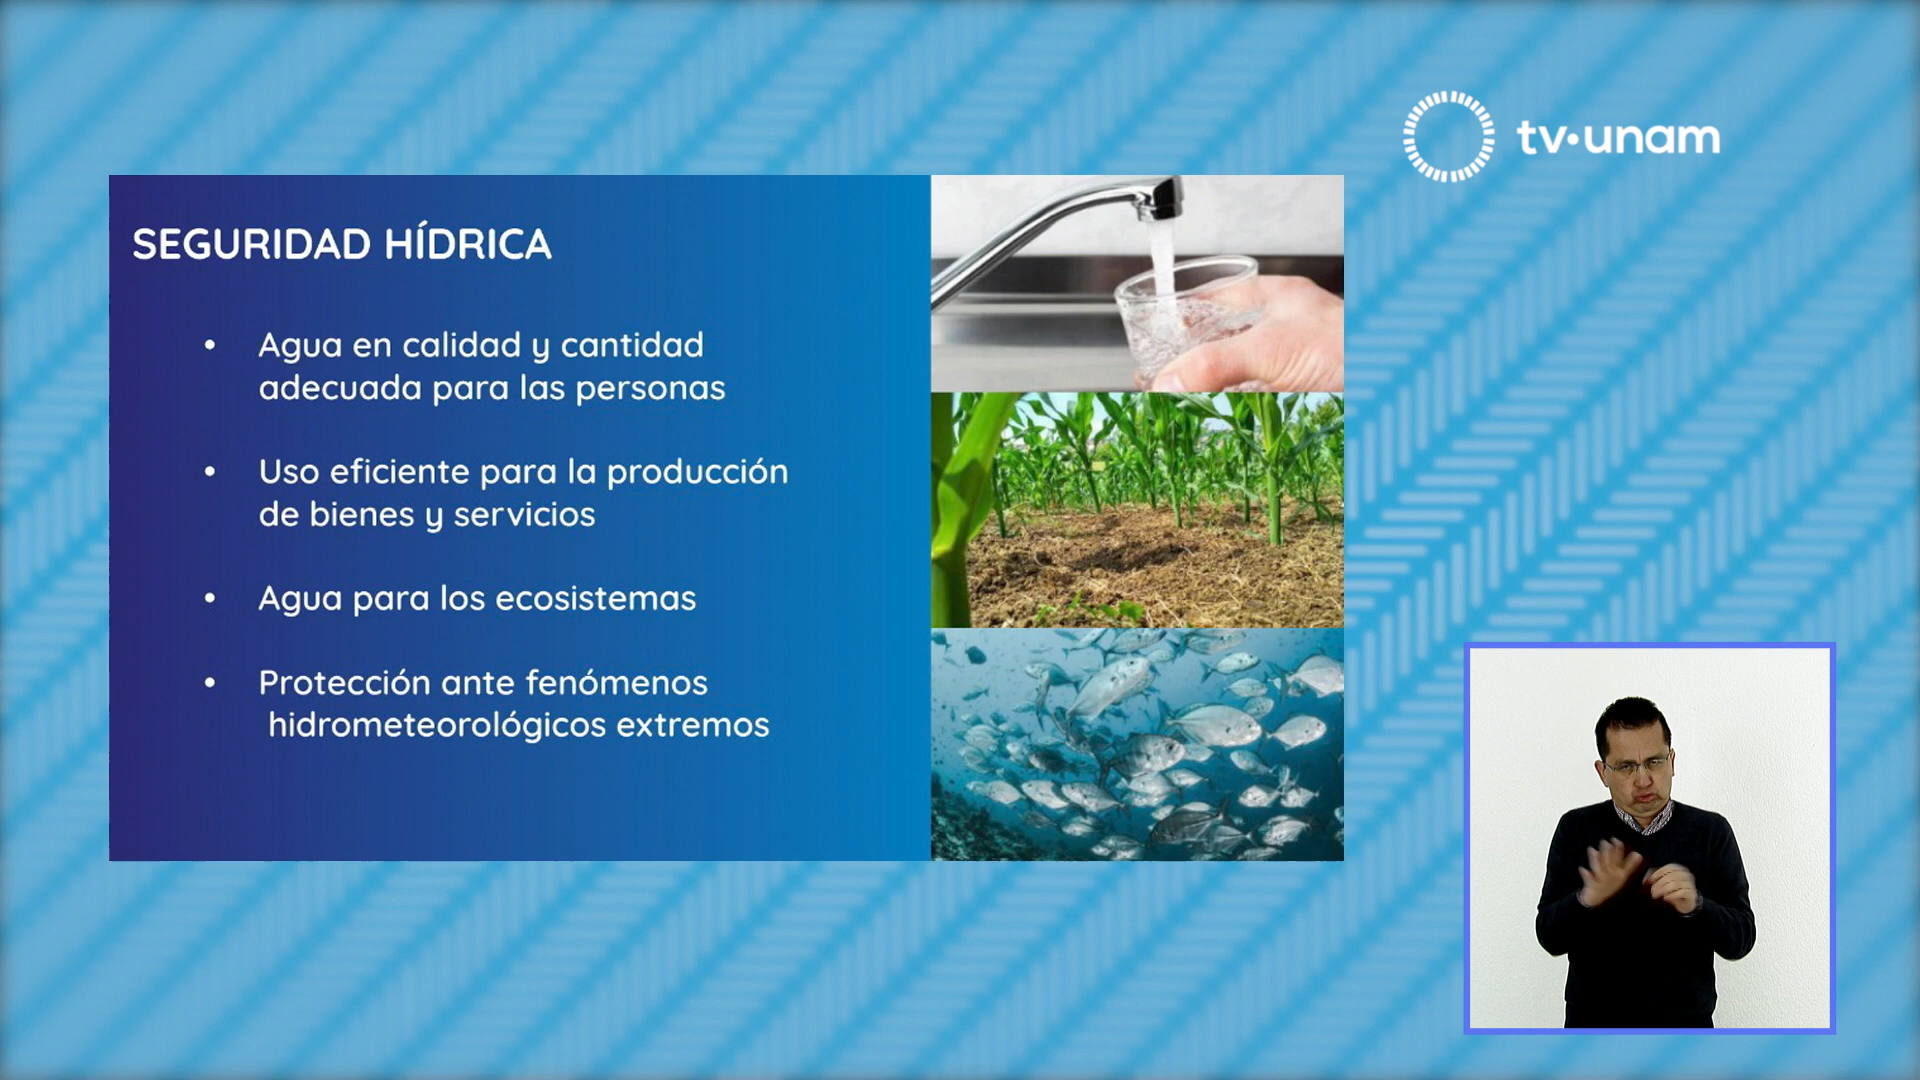 tv·unam
SEGURIDAD HÍDRICA
• Agua en calidad y cantidad
adecuada para las personas
• Uso eficiente para la producción
de bienes y servicios
• Agua para los ecosistemas
• Protección ante fenómenos
hidrometeorológicos extremos